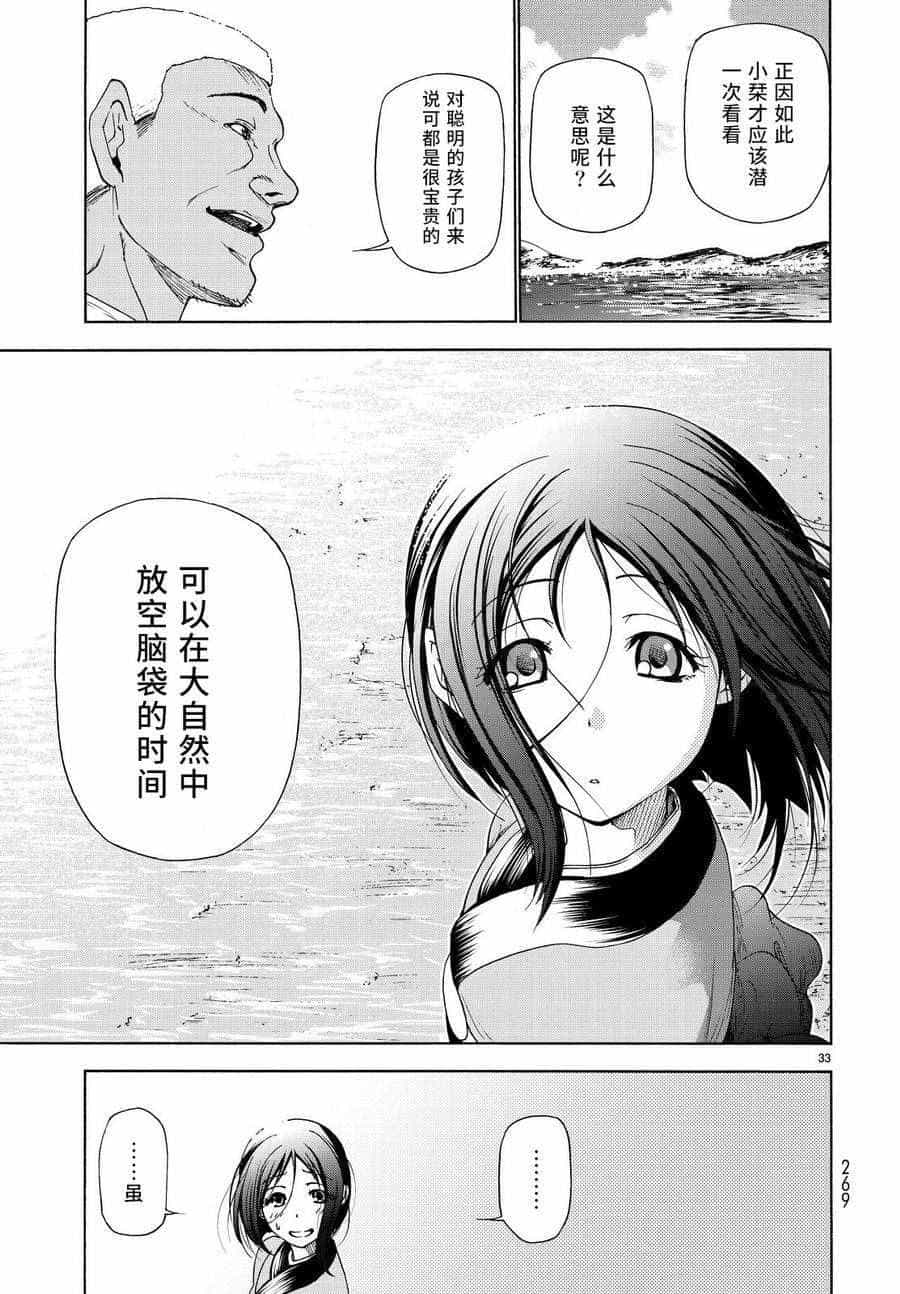 正因如此
小栞才应该潜
一次看看
这是什么
意思呢？
对聪明的孩子们来
说可都是很宝贵的
可以在大自然中
放空脑袋的时间
33
………
………虽
269